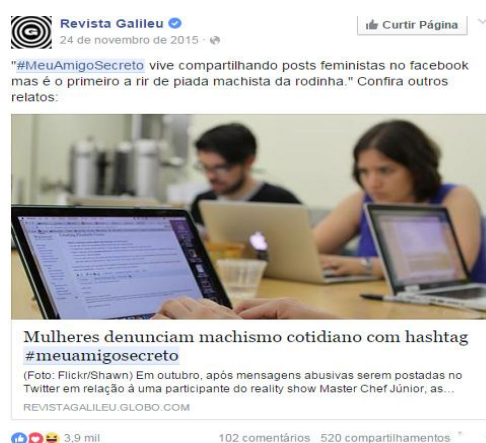 Revista Galileu
Curtir Página
24 de novembro de 2015 ·
"#MeuAmigoSecreto vive compartilhando posts feministas no facebook
mas é o primeiro a rir de piada machista da rodinha." Confira outros
relatos:
Mulheres denunciam machismo cotidiano com hashtag
#meuamigosecreto
(Foto: Flickr/Shawn) Em outubro, após mensagens abusivas serem postadas no
Twitter em relação á uma participante do reality show Master Chef Júnior, as...
REVISTAGALILEU.GLOBO.COM
3,9 mil
102 comentários 520 compartilhamentos